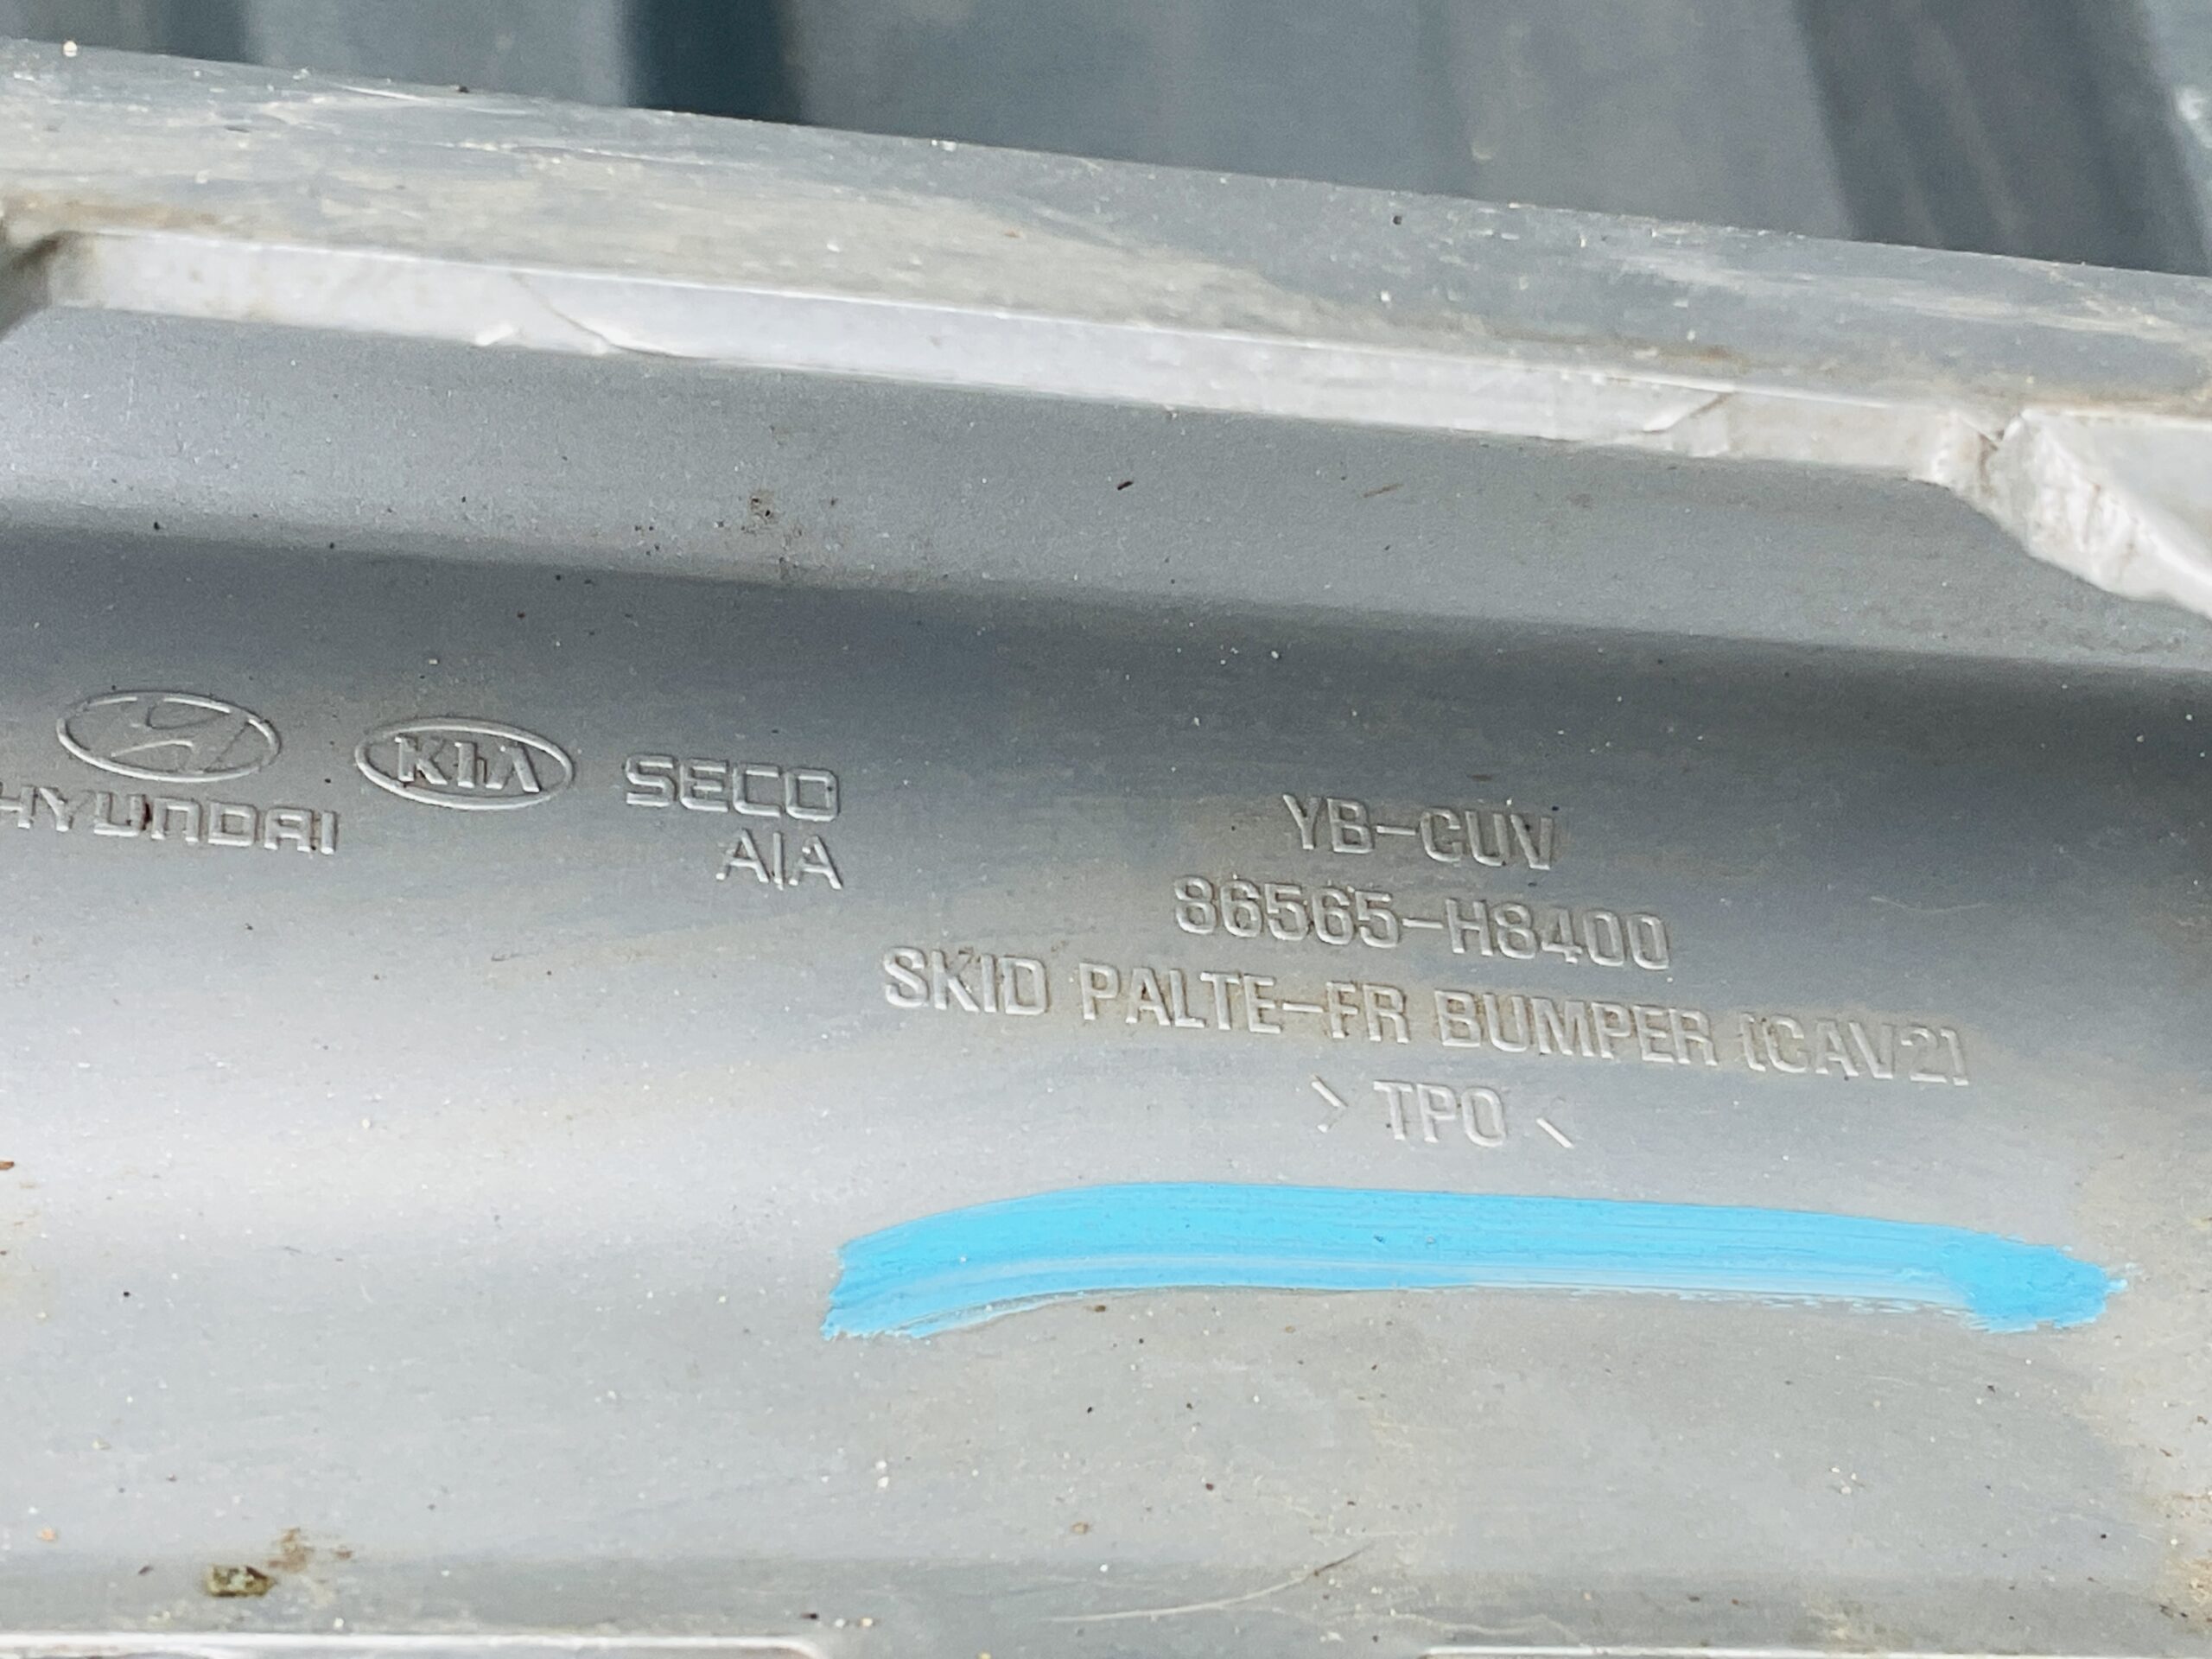 HYUNDAI
KIA
SECO
AIA
YB-CUV
86565-H8400
SKID PALTE-FR BUMPER (CAV2)
>TPO<